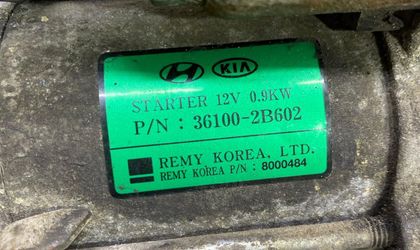 KIA
STARTER 12V 0.9KW
P/N : 36100-2B602
REMY KOREA, LTD.
REMY KOREA P/N : 8000484